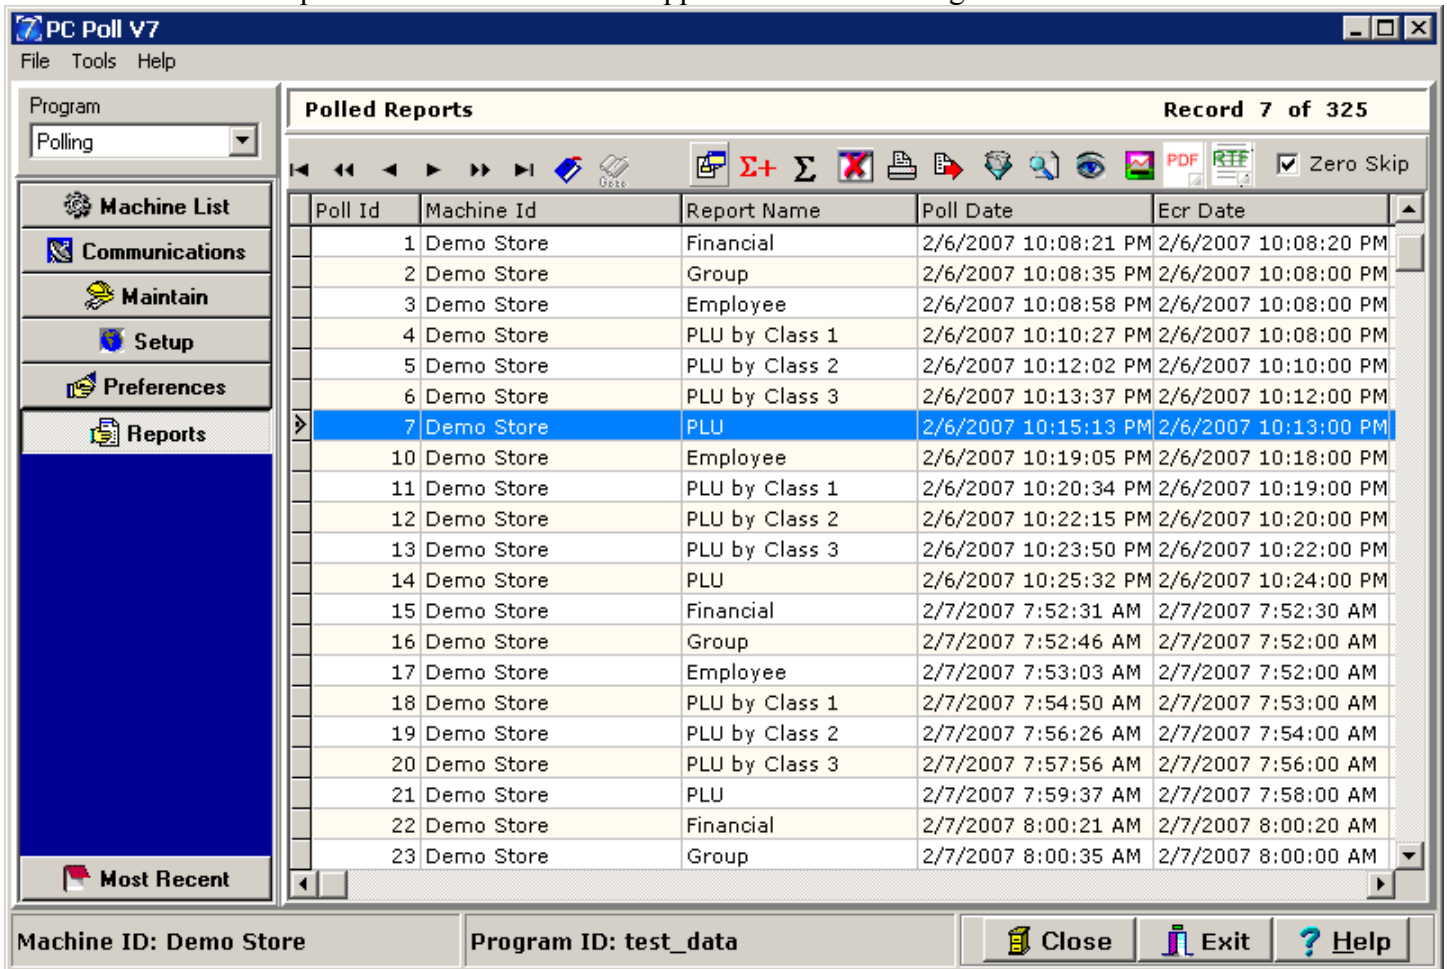 PC Poll V7
File Tools Help
Program
Polling
Machine List
Communications
Maintain
Setup
Preferences
Reports
Most Recent
Polled Reports Record 7 of 325
Goto Σ+ Σ PDF RTF Zero Skip
Poll Id Machine Id Report Name Poll Date Ecr Date
1 Demo Store Financial 2/6/2007 10:08:21 PM 2/6/2007 10:08:20 PM
2 Demo Store Group 2/6/2007 10:08:35 PM 2/6/2007 10:08:00 PM
3 Demo Store Employee 2/6/2007 10:08:58 PM 2/6/2007 10:08:00 PM
4 Demo Store PLU by Class 1 2/6/2007 10:10:27 PM 2/6/2007 10:08:00 PM
5 Demo Store PLU by Class 2 2/6/2007 10:12:02 PM 2/6/2007 10:10:00 PM
6 Demo Store PLU by Class 3 2/6/2007 10:13:37 PM 2/6/2007 10:12:00 PM
7 Demo Store PLU 2/6/2007 10:15:13 PM 2/6/2007 10:13:00 PM
10 Demo Store Employee 2/6/2007 10:19:05 PM 2/6/2007 10:18:00 PM
11 Demo Store PLU by Class 1 2/6/2007 10:20:34 PM 2/6/2007 10:19:00 PM
12 Demo Store PLU by Class 2 2/6/2007 10:22:15 PM 2/6/2007 10:20:00 PM
13 Demo Store PLU by Class 3 2/6/2007 10:23:50 PM 2/6/2007 10:22:00 PM
14 Demo Store PLU 2/6/2007 10:25:32 PM 2/6/2007 10:24:00 PM
15 Demo Store Financial 2/7/2007 7:52:31 AM 2/7/2007 7:52:30 AM
16 Demo Store Group 2/7/2007 7:52:46 AM 2/7/2007 7:52:00 AM
17 Demo Store Employee 2/7/2007 7:53:03 AM 2/7/2007 7:52:00 AM
18 Demo Store PLU by Class 1 2/7/2007 7:54:50 AM 2/7/2007 7:53:00 AM
19 Demo Store PLU by Class 2 2/7/2007 7:56:26 AM 2/7/2007 7:54:00 AM
20 Demo Store PLU by Class 3 2/7/2007 7:57:56 AM 2/7/2007 7:56:00 AM
21 Demo Store PLU 2/7/2007 7:59:37 AM 2/7/2007 7:58:00 AM
22 Demo Store Financial 2/7/2007 8:00:21 AM 2/7/2007 8:00:20 AM
23 Demo Store Group 2/7/2007 8:00:35 AM 2/7/2007 8:00:00 AM
Machine ID: Demo Store Program ID: test_data Close Exit Help